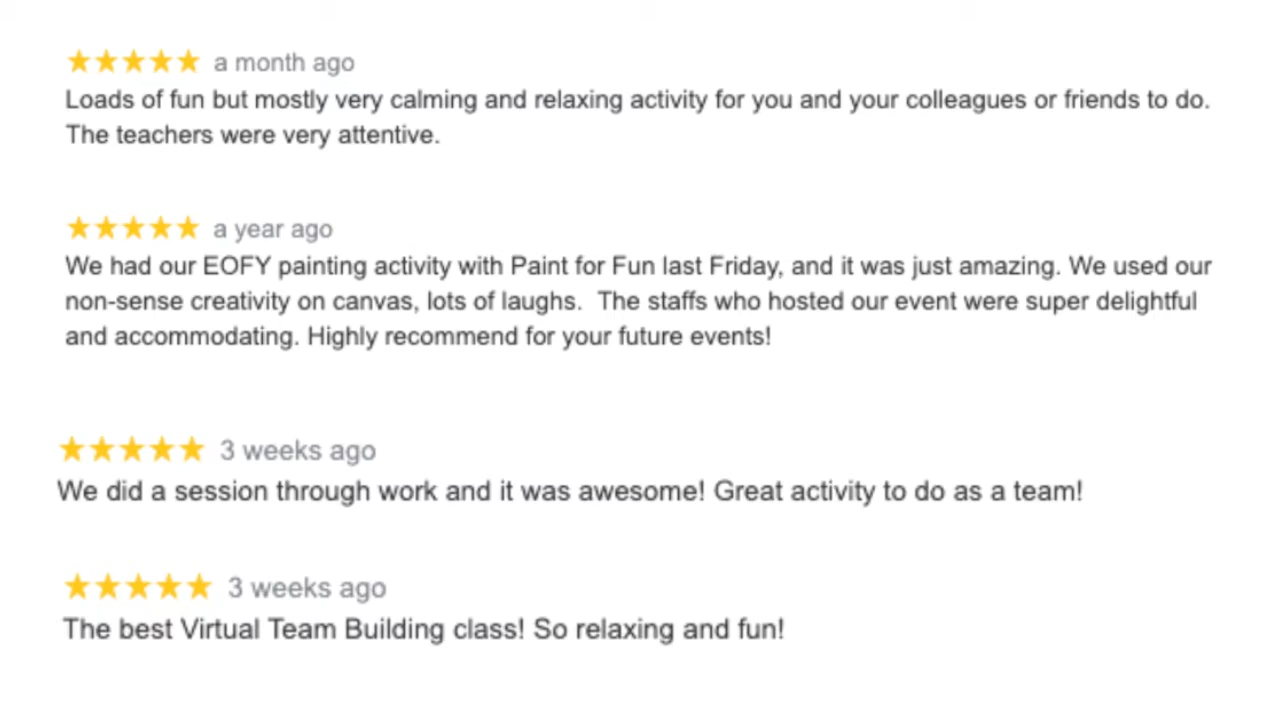 ★★★★★ a month ago
Loads of fun but mostly very calming and relaxing activity for you and your colleagues or friends to do.
The teachers were very attentive.
★★★★★ a year ago
We had our EOFY painting activity with Paint for Fun last Friday, and it was just amazing. We used our
non-sense creativity on canvas, lots of laughs.  The staffs who hosted our event were super delightful
and accommodating. Highly recommend for your future events!
★★★★★ 3 weeks ago
We did a session through work and it was awesome! Great activity to do as a team!
★★★★★ 3 weeks ago
The best Virtual Team Building class! So relaxing and fun!